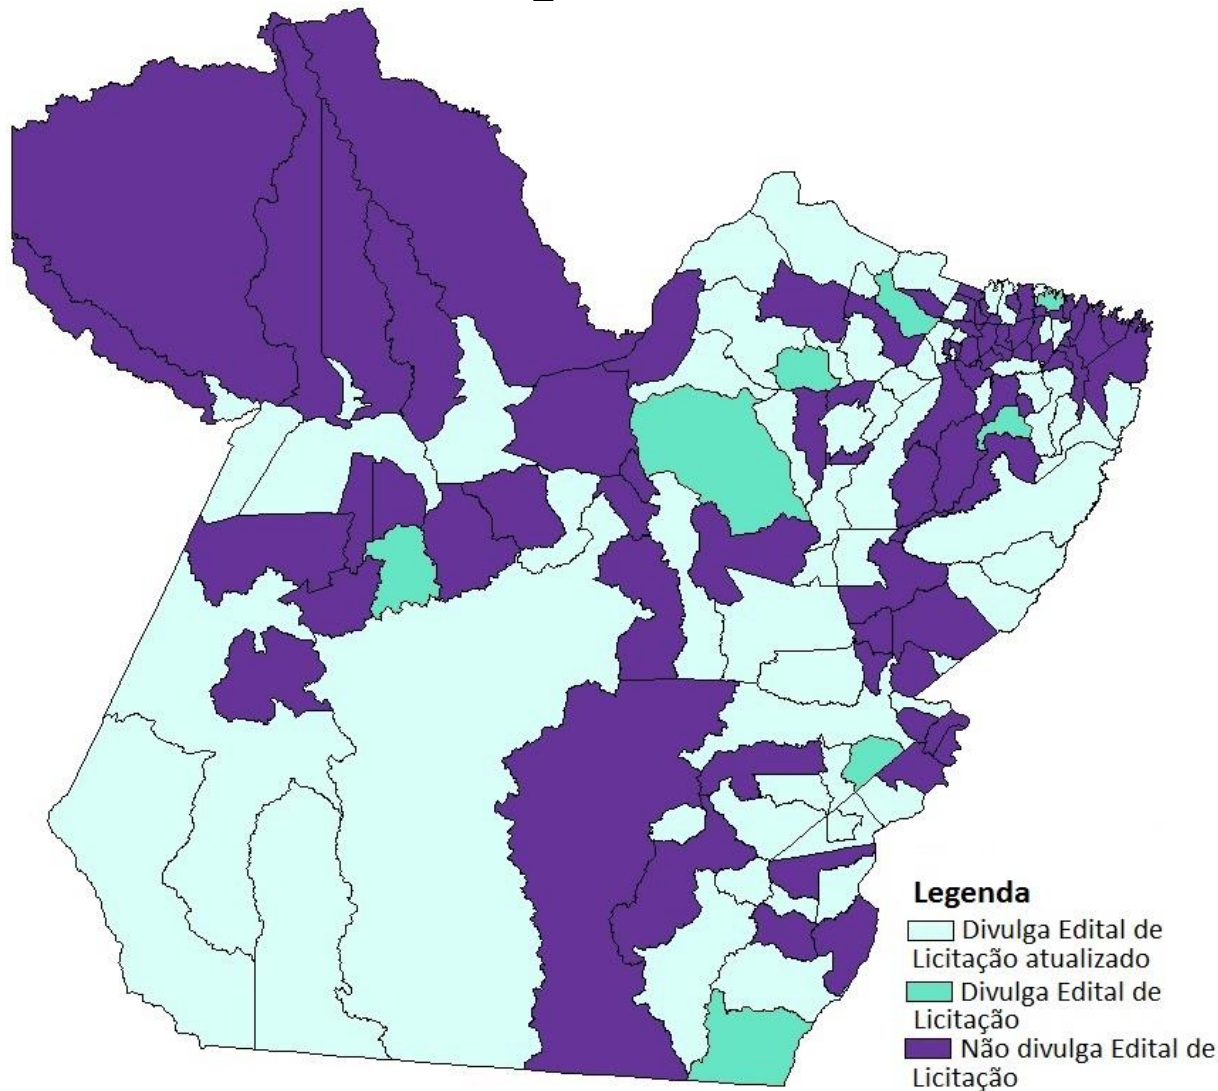 Legenda
Divulga Edital de
Licitação atualizado
Divulga Edital de
Licitação
Não divulga Edital de
Licitação